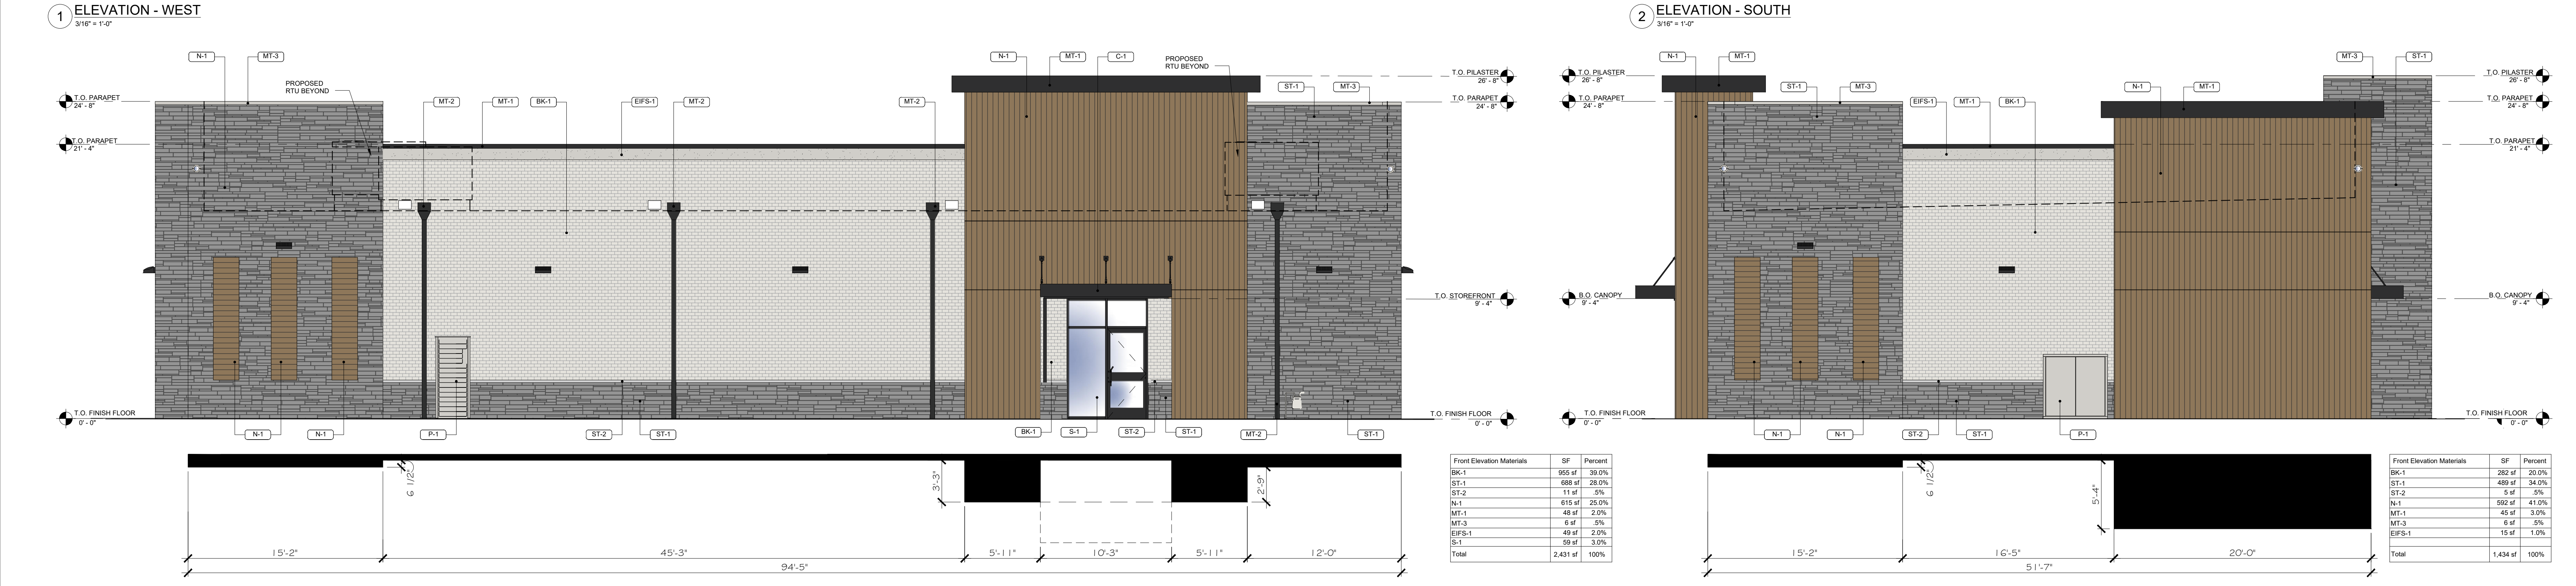 1 ELEVATION - WEST
3/16" = 1'-0"
N-1
MT-3
N-1
MT-1
C-1
PROPOSED
RTU BEYOND
PROPOSED
RTU BEYOND
T.O. PARAPET
24' - 8"
MT-2
MT-1
BK-1
EIFS-1
MT-2
MT-2
ST-1
MT-3
T.O. PILASTER
26' - 8"
T.O. PARAPET
24' - 8"
T.O. PARAPET
21' - 4"
T.O. STOREFRONT
9' - 4"
T.O. FINISH FLOOR
0' - 0"
T.O. FINISH FLOOR
0' - 0"
N-1
N-1
P-1
ST-2
ST-1
BK-1
S-1
ST-2
ST-1
MT-2
ST-1
6 1/2"
3'-3"
2'-9"
15'-2"
45'-3"
5'-11"
10'-3"
5'-11"
12'-0"
94'-5"
Front Elevation Materials SF Percent
BK-1 955 sf 39.0%
ST-1 688 sf 28.0%
ST-2 11 sf .5%
N-1 615 sf 25.0%
MT-1 48 sf 2.0%
MT-3 6 sf .5%
EIFS-1 49 sf 2.0%
S-1 59 sf 3.0%
Total 2,431 sf 100%
2 ELEVATION - SOUTH
3/16" = 1'-0"
N-1
MT-1
MT-3
ST-1
T.O. PILASTER
26' - 8"
T.O. PARAPET
24' - 8"
ST-1
MT-3
EIFS-1
MT-1
BK-1
N-1
MT-1
T.O. PILASTER
26' - 8"
T.O. PARAPET
24' - 8"
T.O. PARAPET
21' - 4"
B.O. CANOPY
9' - 4"
B.O. CANOPY
9' - 4"
T.O. FINISH FLOOR
0' - 0"
T.O. FINISH FLOOR
0' - 0"
N-1
N-1
ST-2
ST-1
P-1
6 1/2"
5'-4"
15'-2"
16'-5"
20'-0"
51'-7"
Front Elevation Materials SF Percent
BK-1 282 sf 20.0%
ST-1 489 sf 34.0%
ST-2 5 sf .5%
N-1 592 sf 41.0%
MT-1 45 sf 3.0%
MT-3 6 sf .5%
EIFS-1 15 sf 1.0%
Total 1,434 sf 100%